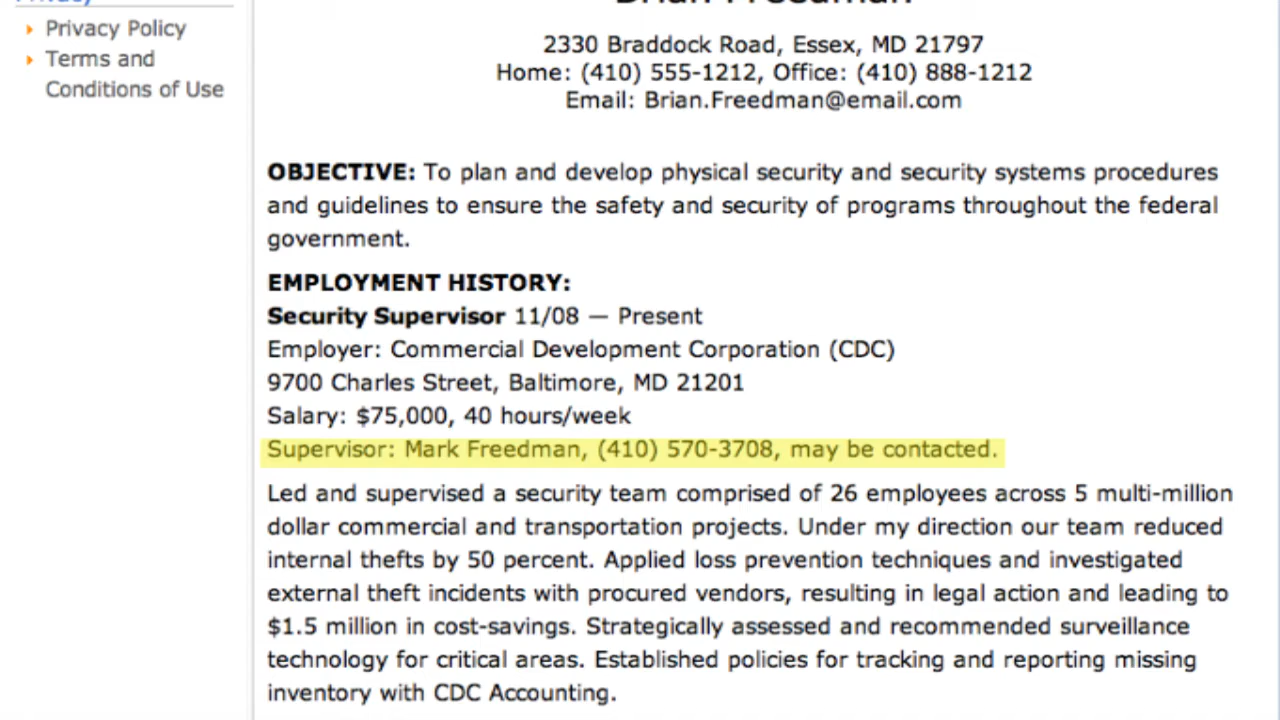 Privacy
Privacy Policy
Terms and
Conditions of Use
Brian Freedman
2330 Braddock Road, Essex, MD 21797
Home: (410) 555-1212, Office: (410) 888-1212
Email: Brian.Freedman@email.com
OBJECTIVE: To plan and develop physical security and security systems procedures
and guidelines to ensure the safety and security of programs throughout the federal
government.
EMPLOYMENT HISTORY:
Security Supervisor 11/08 — Present
Employer: Commercial Development Corporation (CDC)
9700 Charles Street, Baltimore, MD 21201
Salary: $75,000, 40 hours/week
Supervisor: Mark Freedman, (410) 570-3708, may be contacted.
Led and supervised a security team comprised of 26 employees across 5 multi-million
dollar commercial and transportation projects. Under my direction our team reduced
internal thefts by 50 percent. Applied loss prevention techniques and investigated
external theft incidents with procured vendors, resulting in legal action and leading to
$1.5 million in cost-savings. Strategically assessed and recommended surveillance
technology for critical areas. Established policies for tracking and reporting missing
inventory with CDC Accounting.